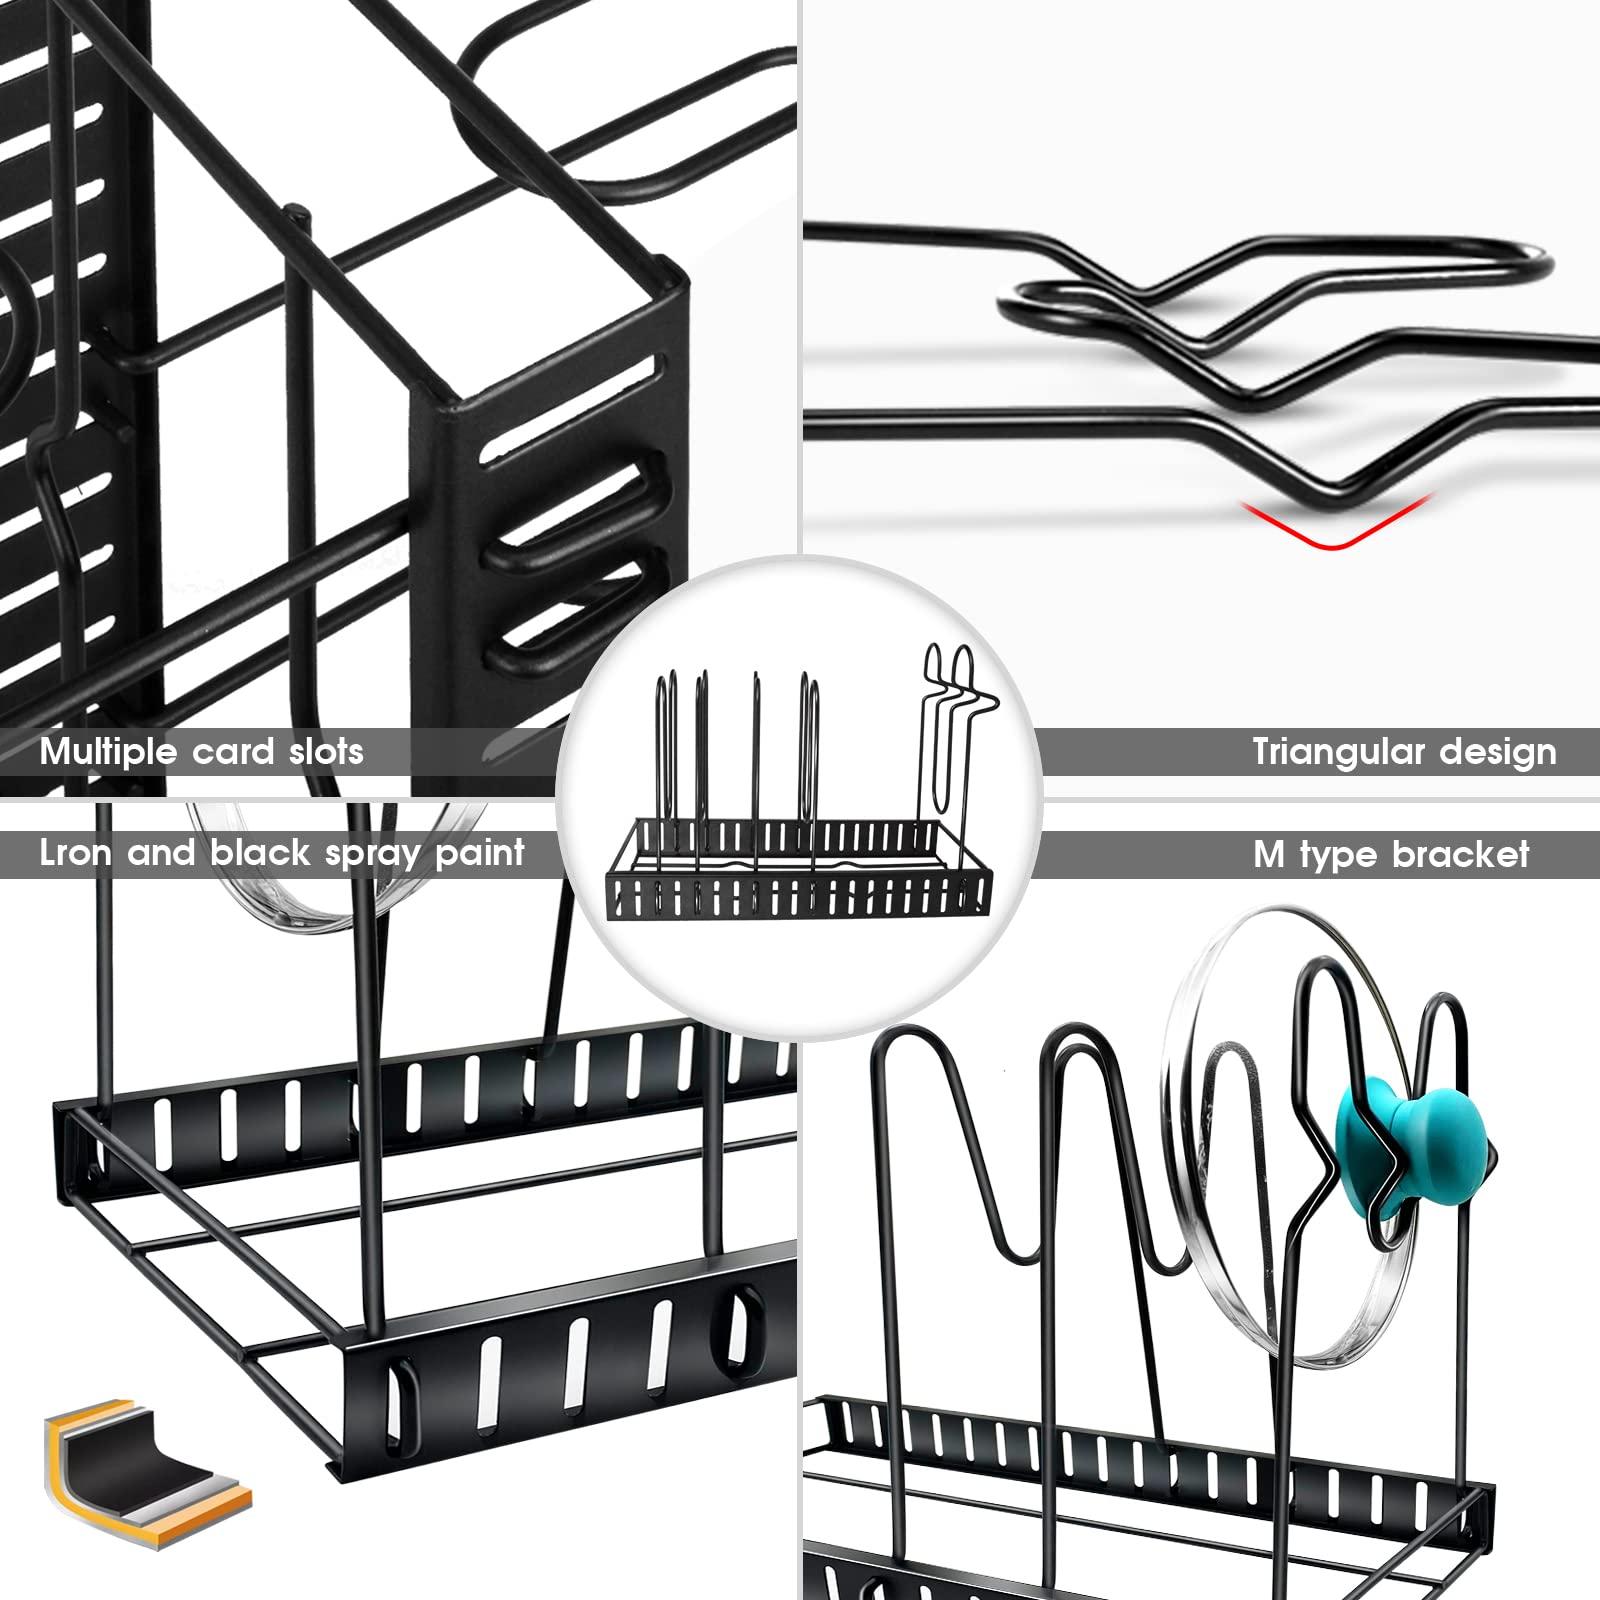 Multiple card slots
Triangular design
Lron and black spray paint
M type bracket